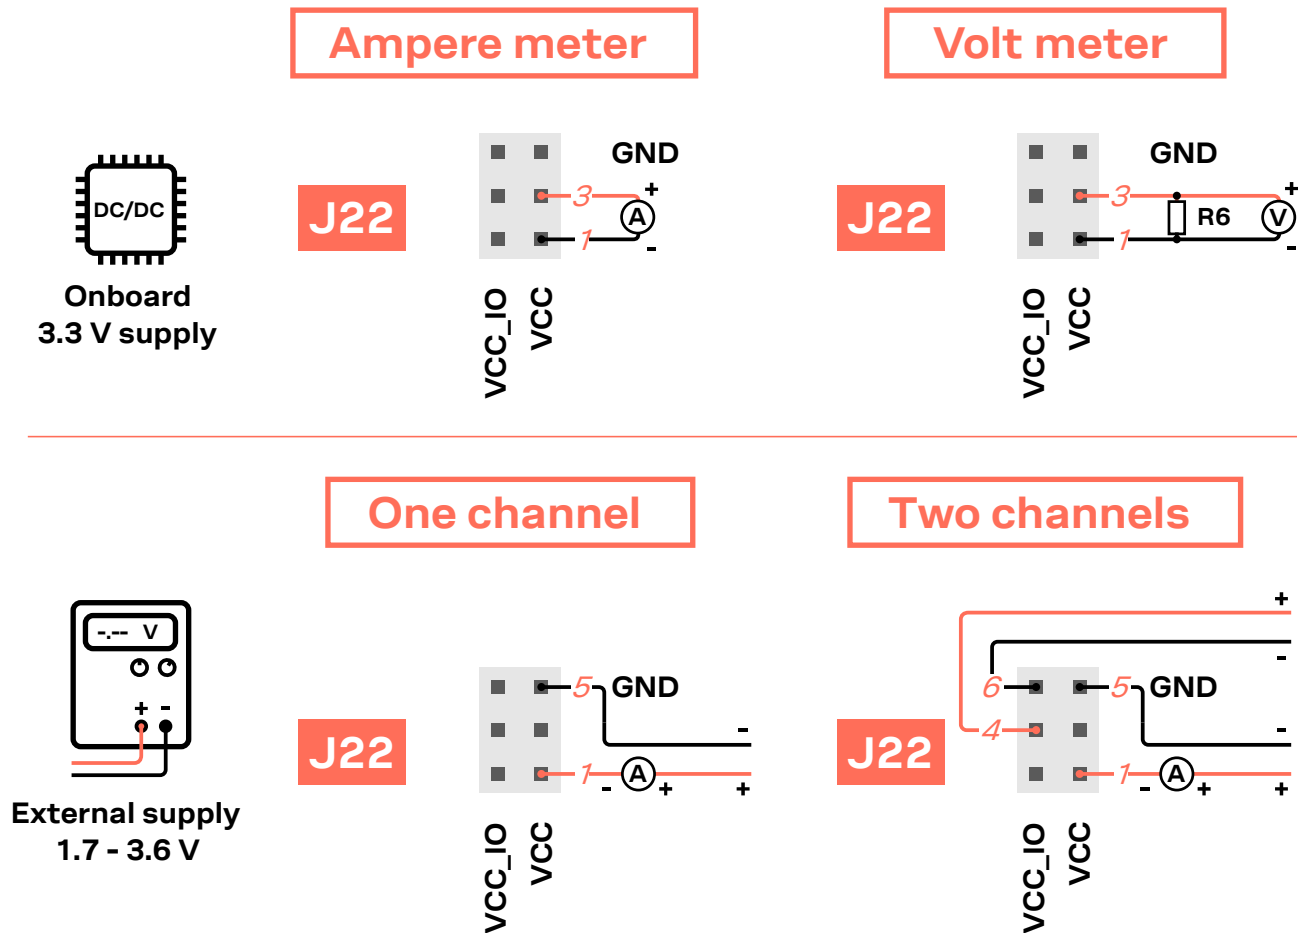 Ampere meter
Volt meter
DC/DC
Onboard
3.3 V supply
J22
GND
3
+
A
1
-
VCC_IO
VCC
J22
GND
3
+
R6
V
1
-
VCC_IO
VCC
One channel
Two channels
-.-- V
+ -
External supply
1.7 - 3.6 V
J22
5 GND
-
1 A
- + +
VCC_IO
VCC
+
-
6 5 GND
J22
4
-
1 A
- + +
VCC_IO
VCC